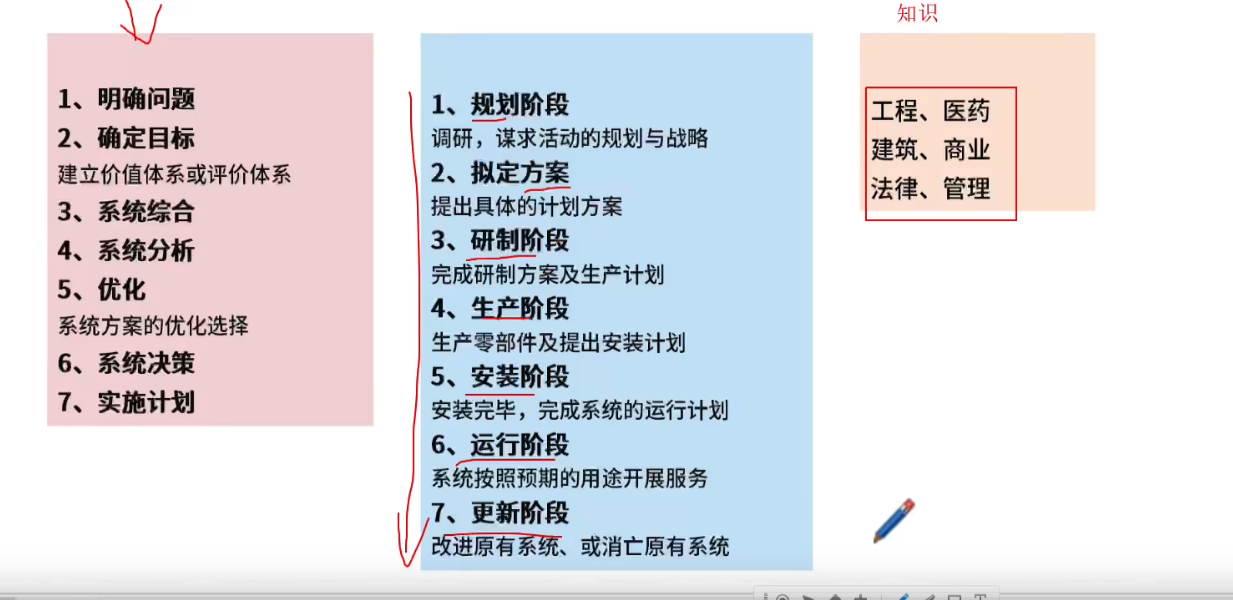 知识
1、明确问题
2、确定目标
建立价值体系或评价体系
3、系统综合
4、系统分析
5、优化
系统方案的优化选择
6、系统决策
7、实施计划
1、规划阶段
调研，谋求活动的规划与战略
2、拟定方案
提出具体的计划方案
3、研制阶段
完成研制方案及生产计划
4、生产阶段
生产零部件及提出安装计划
5、安装阶段
安装完毕，完成系统的运行计划
6、运行阶段
系统按照预期的用途开展服务
7、更新阶段
改进原有系统、或消亡原有系统
工程、医药
建筑、商业
法律、管理